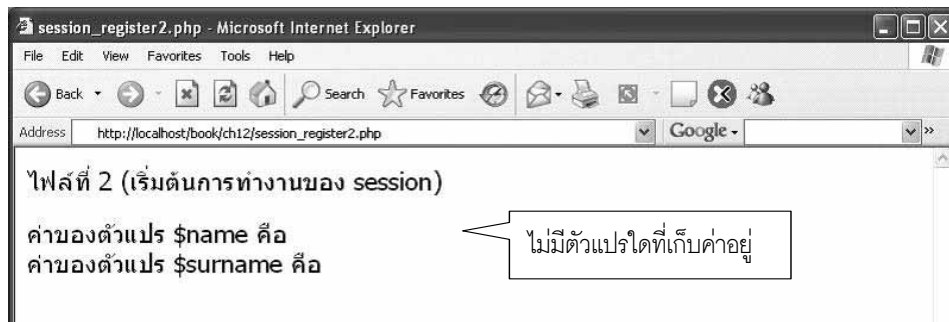 session_register2.php - Microsoft Internet Explorer
File Edit View Favorites Tools Help
Back Search Favorites
Address http://localhost/book/ch12/session_register2.php Google
ไฟล์ที่ 2 (เริ่มต้นการทำงานของ session)
ค่าของตัวแปร $name คือ
ค่าของตัวแปร $surname คือ
ไม่มีตัวแปรใดที่เก็บค่าอยู่